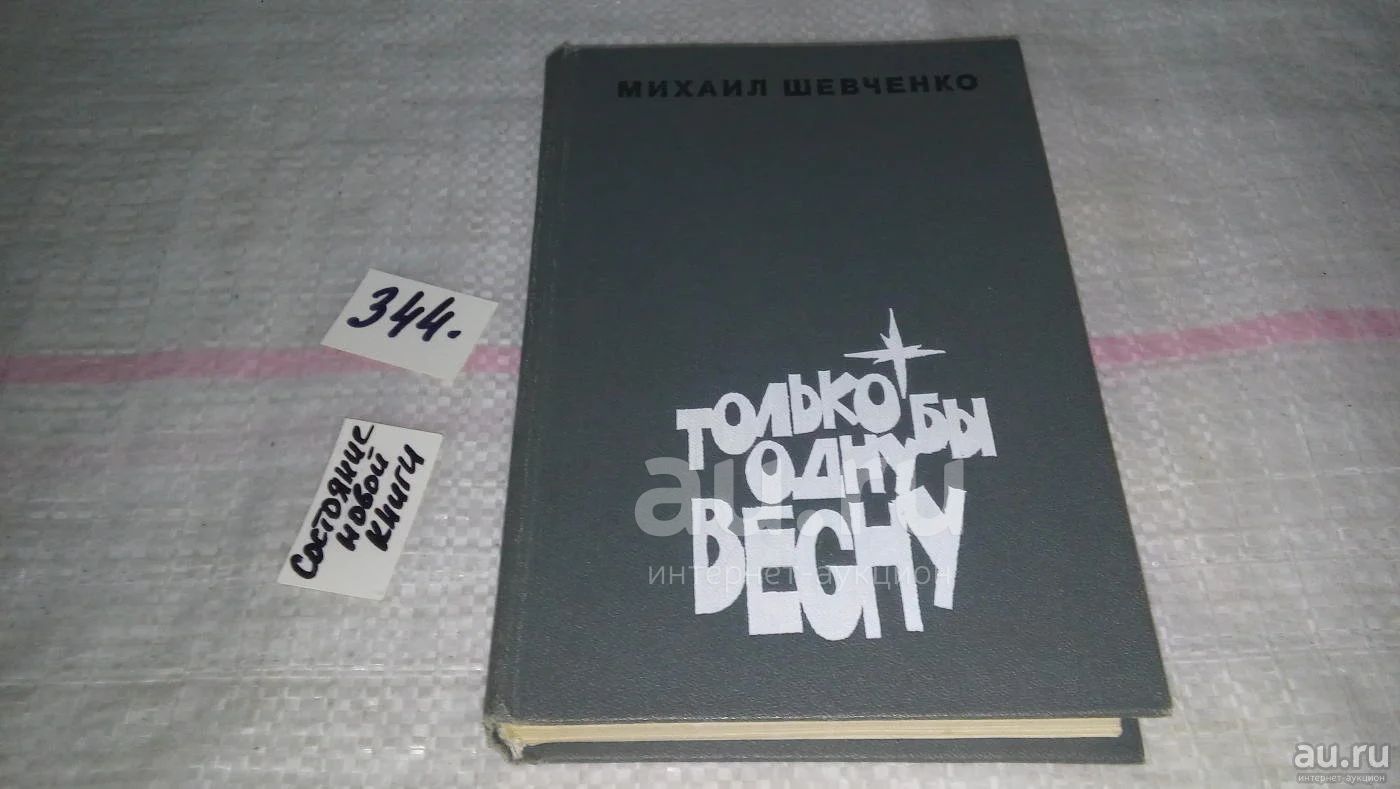 МИХАИЛ ШЕВЧЕНКО
344.
ТОЛЬКО БЫ
ОДНУ
ВЕСНУ
состояние
новой
книги
au.ru
интернет-аукцион
au.ru
интернет-аукцион